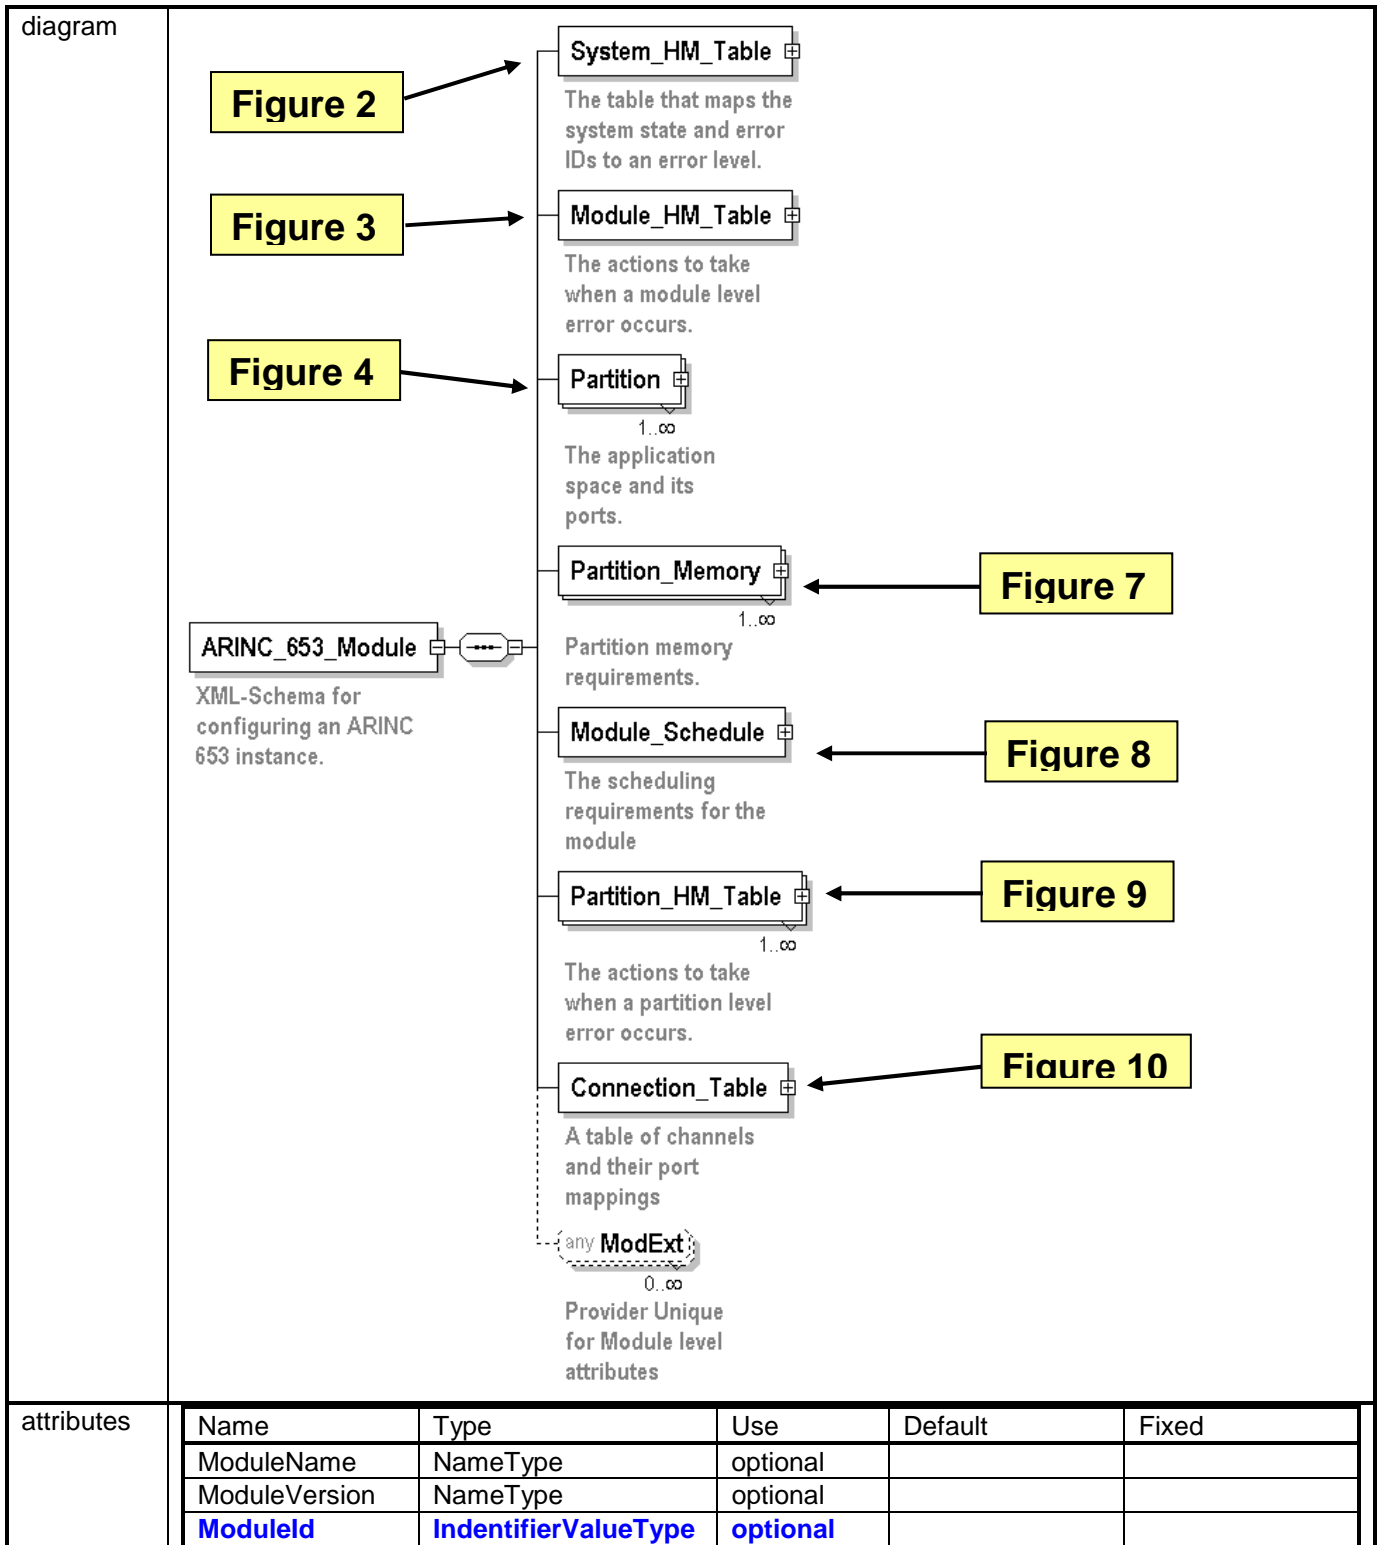 diagram
System_HM_Table
Figure 2
The table that maps the
system state and error
IDs to an error level.
Module_HM_Table
Figure 3
The actions to take
when a module level
error occurs.
Partition
Figure 4
1..∞
The application
space and its
ports.
Partition_Memory
Figure 7
1..∞
ARINC_653_Module
Partition memory
requirements.
XML-Schema for
configuring an ARINC
653 instance.
Module_Schedule
Figure 8
The scheduling
requirements for the
module
Partition_HM_Table
Figure 9
1..∞
The actions to take
when a partition level
error occurs.
Figure 10
Connection_Table
A table of channels
and their port
mappings
any ModExt
0..∞
Provider Unique
for Module level
attributes
attributes
Name Type Use Default Fixed
ModuleName NameType optional
ModuleVersion NameType optional
ModuleId IndentifierValueType optional